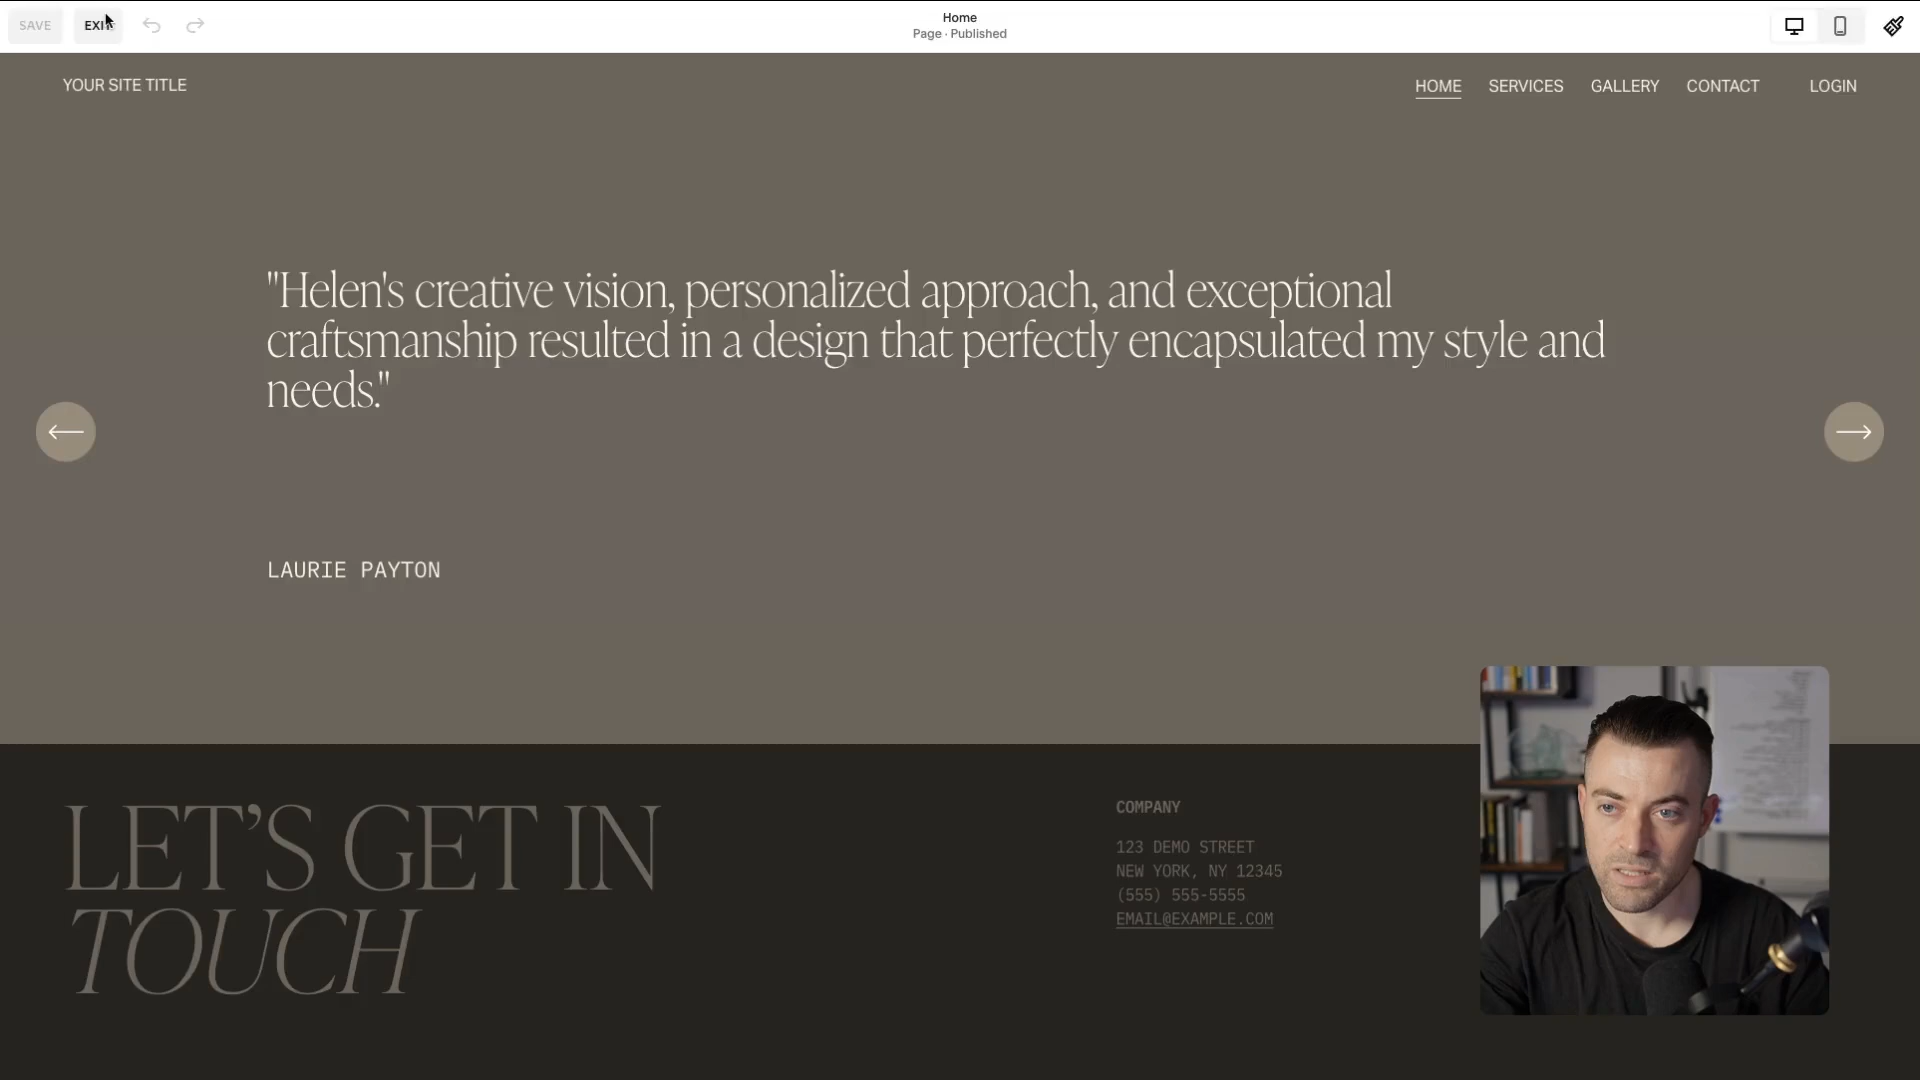 SAVE
EXIT
Home
Page · Published
YOUR SITE TITLE
HOME
SERVICES
GALLERY
CONTACT
LOGIN
"Helen's creative vision, personalized approach, and exceptional
craftsmanship resulted in a design that perfectly encapsulated my style and
needs."
LAURIE PAYTON
LET’S GET IN
TOUCH
COMPANY
123 DEMO STREET
NEW YORK, NY 12345
(555) 555-5555
EMAIL@EXAMPLE.COM